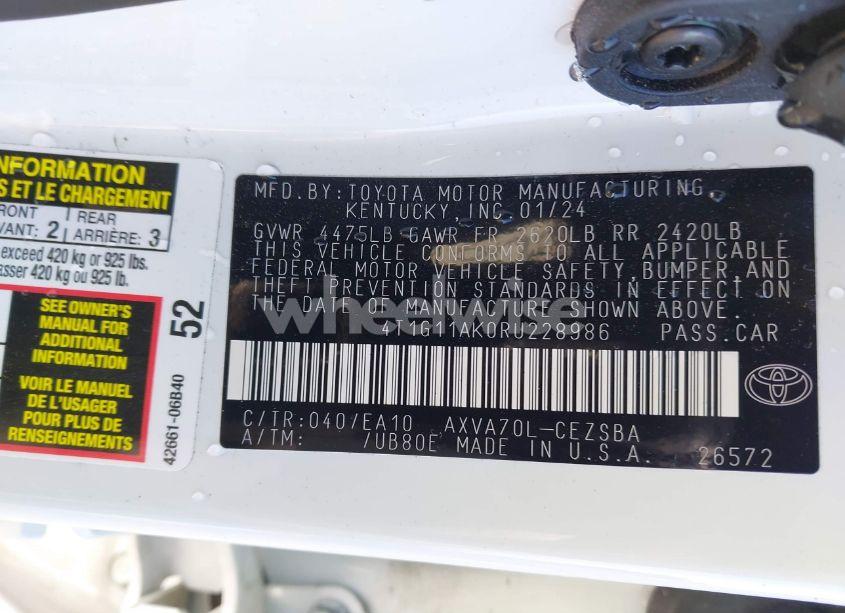 INFORMATION
S ET LE CHARGEMENT
FRONT
VANT: 2
REAR
ARRIÈRE: 3
exceed 420 kg or 925 lbs.
asser 420 kg ou 925 lb.
SEE OWNER'S
MANUAL FOR
ADDITIONAL
INFORMATION
VOIR LE MANUEL
DE L'USAGER
POUR PLUS DE
RENSEIGNEMENTS
52
42661-06B40
MFD.BY:TOYOTA MOTOR MANUFACTURING,
KENTUCKY, INC 01/24
GVWR 4475LB GAWR FR 2620LB RR 2420LB
THIS VEHICLE CONFORMS TO ALL APPLICABLE
FEDERAL MOTOR VEHICLE SAFETY, BUMPER, AND
THEFT PREVENTION STANDARDS IN EFFECT ON
THE DATE OF MANUFACTURE SHOWN ABOVE.
4T1G11AK0RU228986 PASS.CAR
wheelwise
C/TR:040/EA10 AXVA70L-CEZSBA
A/TM: /UB80E MADE IN U.S.A. 26572